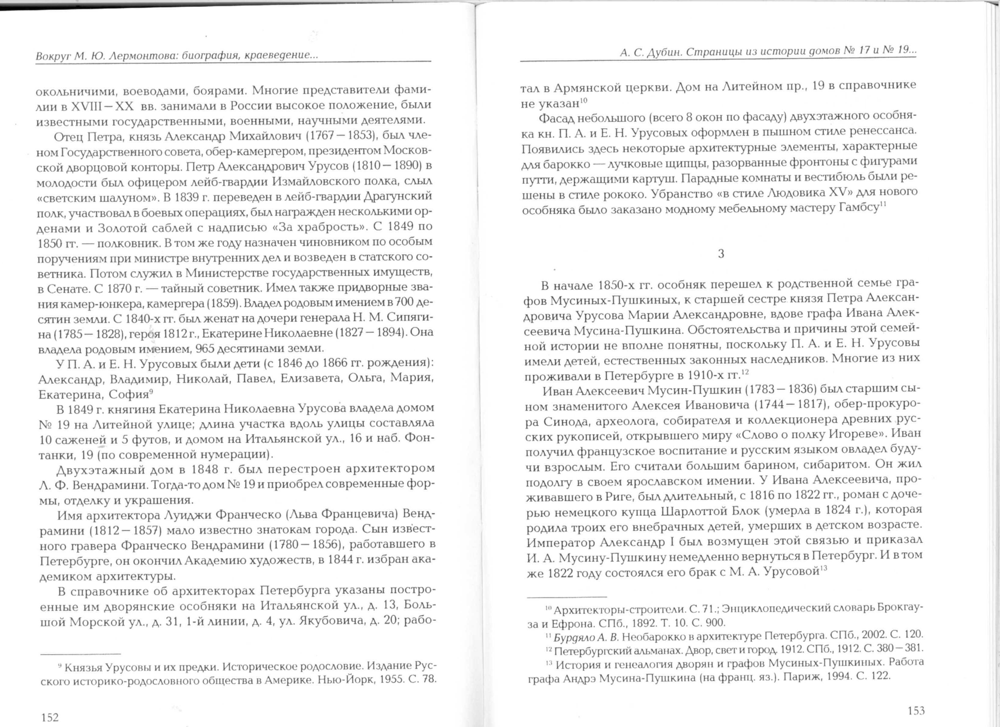 Вокруг М. Ю. Лермонтова: биография, краеведение...
окольничими, воеводами, боярами. Многие представители фами-
лии в XVIII — XX вв. занимали в России высокое положение, были
известными государственными, военными, научными деятелями.
Отец Петра, князь Александр Михайлович (1767 — 1853), был чле-
ном Государственного совета, обер-камергером, президентом Москов-
ской дворцовой конторы. Петр Александрович Урусов (1810 — 1890) в
молодости был офицером лейб-гвардии Измайловского полка, слыл
«светским шалуном». В 1839 г. переведен в лейб-гвардии Драгунский
полк, участвовал в боевых операциях, был награжден несколькими ор-
денами и Золотой саблей с надписью «За храбрость». С 1849 по
1850 гг. — полковник. В том же году назначен чиновником по особым
поручениям при министре внутренних дел и возведен в статского со-
ветника. Потом служил в Министерстве государственных имуществ,
в Сенате. С 1870 г. — тайный советник. Имел также придворные зва-
ния камер-юнкера, камергера (1859). Владел родовым имением в 700 де-
сятин земли. С 1840-х гг. был женат на дочери генерала Н. М. Сипяги-
на (1785 — 1828), героя 1812 г., Екатерине Николаевне (1827 — 1894). Она
владела родовым имением, 965 десятинами земли.
У П. А. и Е. Н. Урусовых были дети (с 1846 до 1866 гг. рождения):
Александр, Владимир, Николай, Павел, Елизавета, Ольга, Мария,
Екатерина, София⁹
В 1849 г. княгиня Екатерина Николаевна Урусова владела домом
№ 19 на Литейной улице; длина участка вдоль улицы составляла
10 саженей и 5 футов, и домом на Итальянской ул., 16 и наб. Фон-
танки, 19 (по современной нумерации).
Двухэтажный дом в 1848 г. был перестроен архитектором
Л. Ф. Вендрамини. Тогда-то дом № 19 и приобрел современные фор-
мы, отделку и украшения.
Имя архитектора Луиджи Франческо (Льва Францевича) Венд-
рамини (1812 — 1857) мало известно знатокам города. Сын извест-
ного гравера Франческо Вендрамини (1780 — 1856), работавшего в
Петербурге, он окончил Академию художеств, в 1844 г. избран ака-
демиком архитектуры.
В справочнике об архитекторах Петербурга указаны постро-
енные им дворянские особняки на Итальянской ул., д. 13, Боль-
шой Морской ул., д. 31, 1-й линии, д. 4, ул. Якубовича, д. 20; рабо-
⁹ Князья Урусовы и их предки. Историческое родословие. Издание Рус-
ского историко-родословного общества в Америке. Нью-Йорк, 1955. С. 78.
152
А. С. Дубин. Страницы из истории домов № 17 и № 19...
тал в Армянской церкви. Дом на Литейном пр., 19 в справочнике
не указан¹⁰
Фасад небольшого (всего 8 окон по фасаду) двухэтажного особня-
ка кн. П. А. и Е. Н. Урусовых оформлен в пышном стиле ренессанса.
Появились здесь некоторые архитектурные элементы, характерные
для барокко — лучковые щипцы, разорванные фронтоны с фигурами
путти, держащими картуш. Парадные комнаты и вестибюль были ре-
шены в стиле рококо. Убранство «в стиле Людовика XV» для нового
особняка было заказано модному мебельному мастеру Гамбсу¹¹
3
В начале 1850-х гг. особняк перешел к родственной семье гра-
фов Мусиных-Пушкиных, к старшей сестре князя Петра Алексан-
дровича Урусова Марии Александровне, вдове графа Ивана Алек-
сеевича Мусина-Пушкина. Обстоятельства и причины этой семей-
ной истории не вполне понятны, поскольку П. А. и Е. Н. Урусовы
имели детей, естественных законных наследников. Многие из них
проживали в Петербурге в 1910-х гг.¹²
Иван Алексеевич Мусин-Пушкин (1783 — 1836) был старшим сы-
ном знаменитого Алексея Ивановича (1744 — 1817), обер-прокуро-
ра Синода, археолога, собирателя и коллекционера древних рус-
ских рукописей, открывшего миру «Слово о полку Игореве». Иван
получил французское воспитание и русским языком овладел буду-
чи взрослым. Его считали большим барином, сибаритом. Он жил
подолгу в своем ярославском имении. У Ивана Алексеевича, про-
живавшего в Риге, был длительный, с 1816 по 1822 гг., роман с доче-
рью немецкого купца Шарлоттой Блок (умерла в 1824 г.), которая
родила троих его внебрачных детей, умерших в детском возрасте.
Император Александр I был возмущен этой связью и приказал
И. А. Мусину-Пушкину немедленно вернуться в Петербург. И в том
же 1822 году состоялся его брак с М. А. Урусовой¹³
¹⁰ Архитекторы-строители. С. 71.; Энциклопедический словарь Брокгау-
за и Ефрона. СПб., 1892. Т. 10. С. 900.
¹¹ Бурдяло А. В. Необарокко в архитектуре Петербурга. СПб., 2002. С. 120.
¹² Петербургский альманах. Двор, свет и город. 1912. СПб., 1912. С. 380 — 381.
¹³ История и генеалогия дворян и графов Мусиных-Пушкиных. Работа
графа Андрэ Мусина-Пушкина (на франц. яз.). Париж, 1994. С. 122.
153